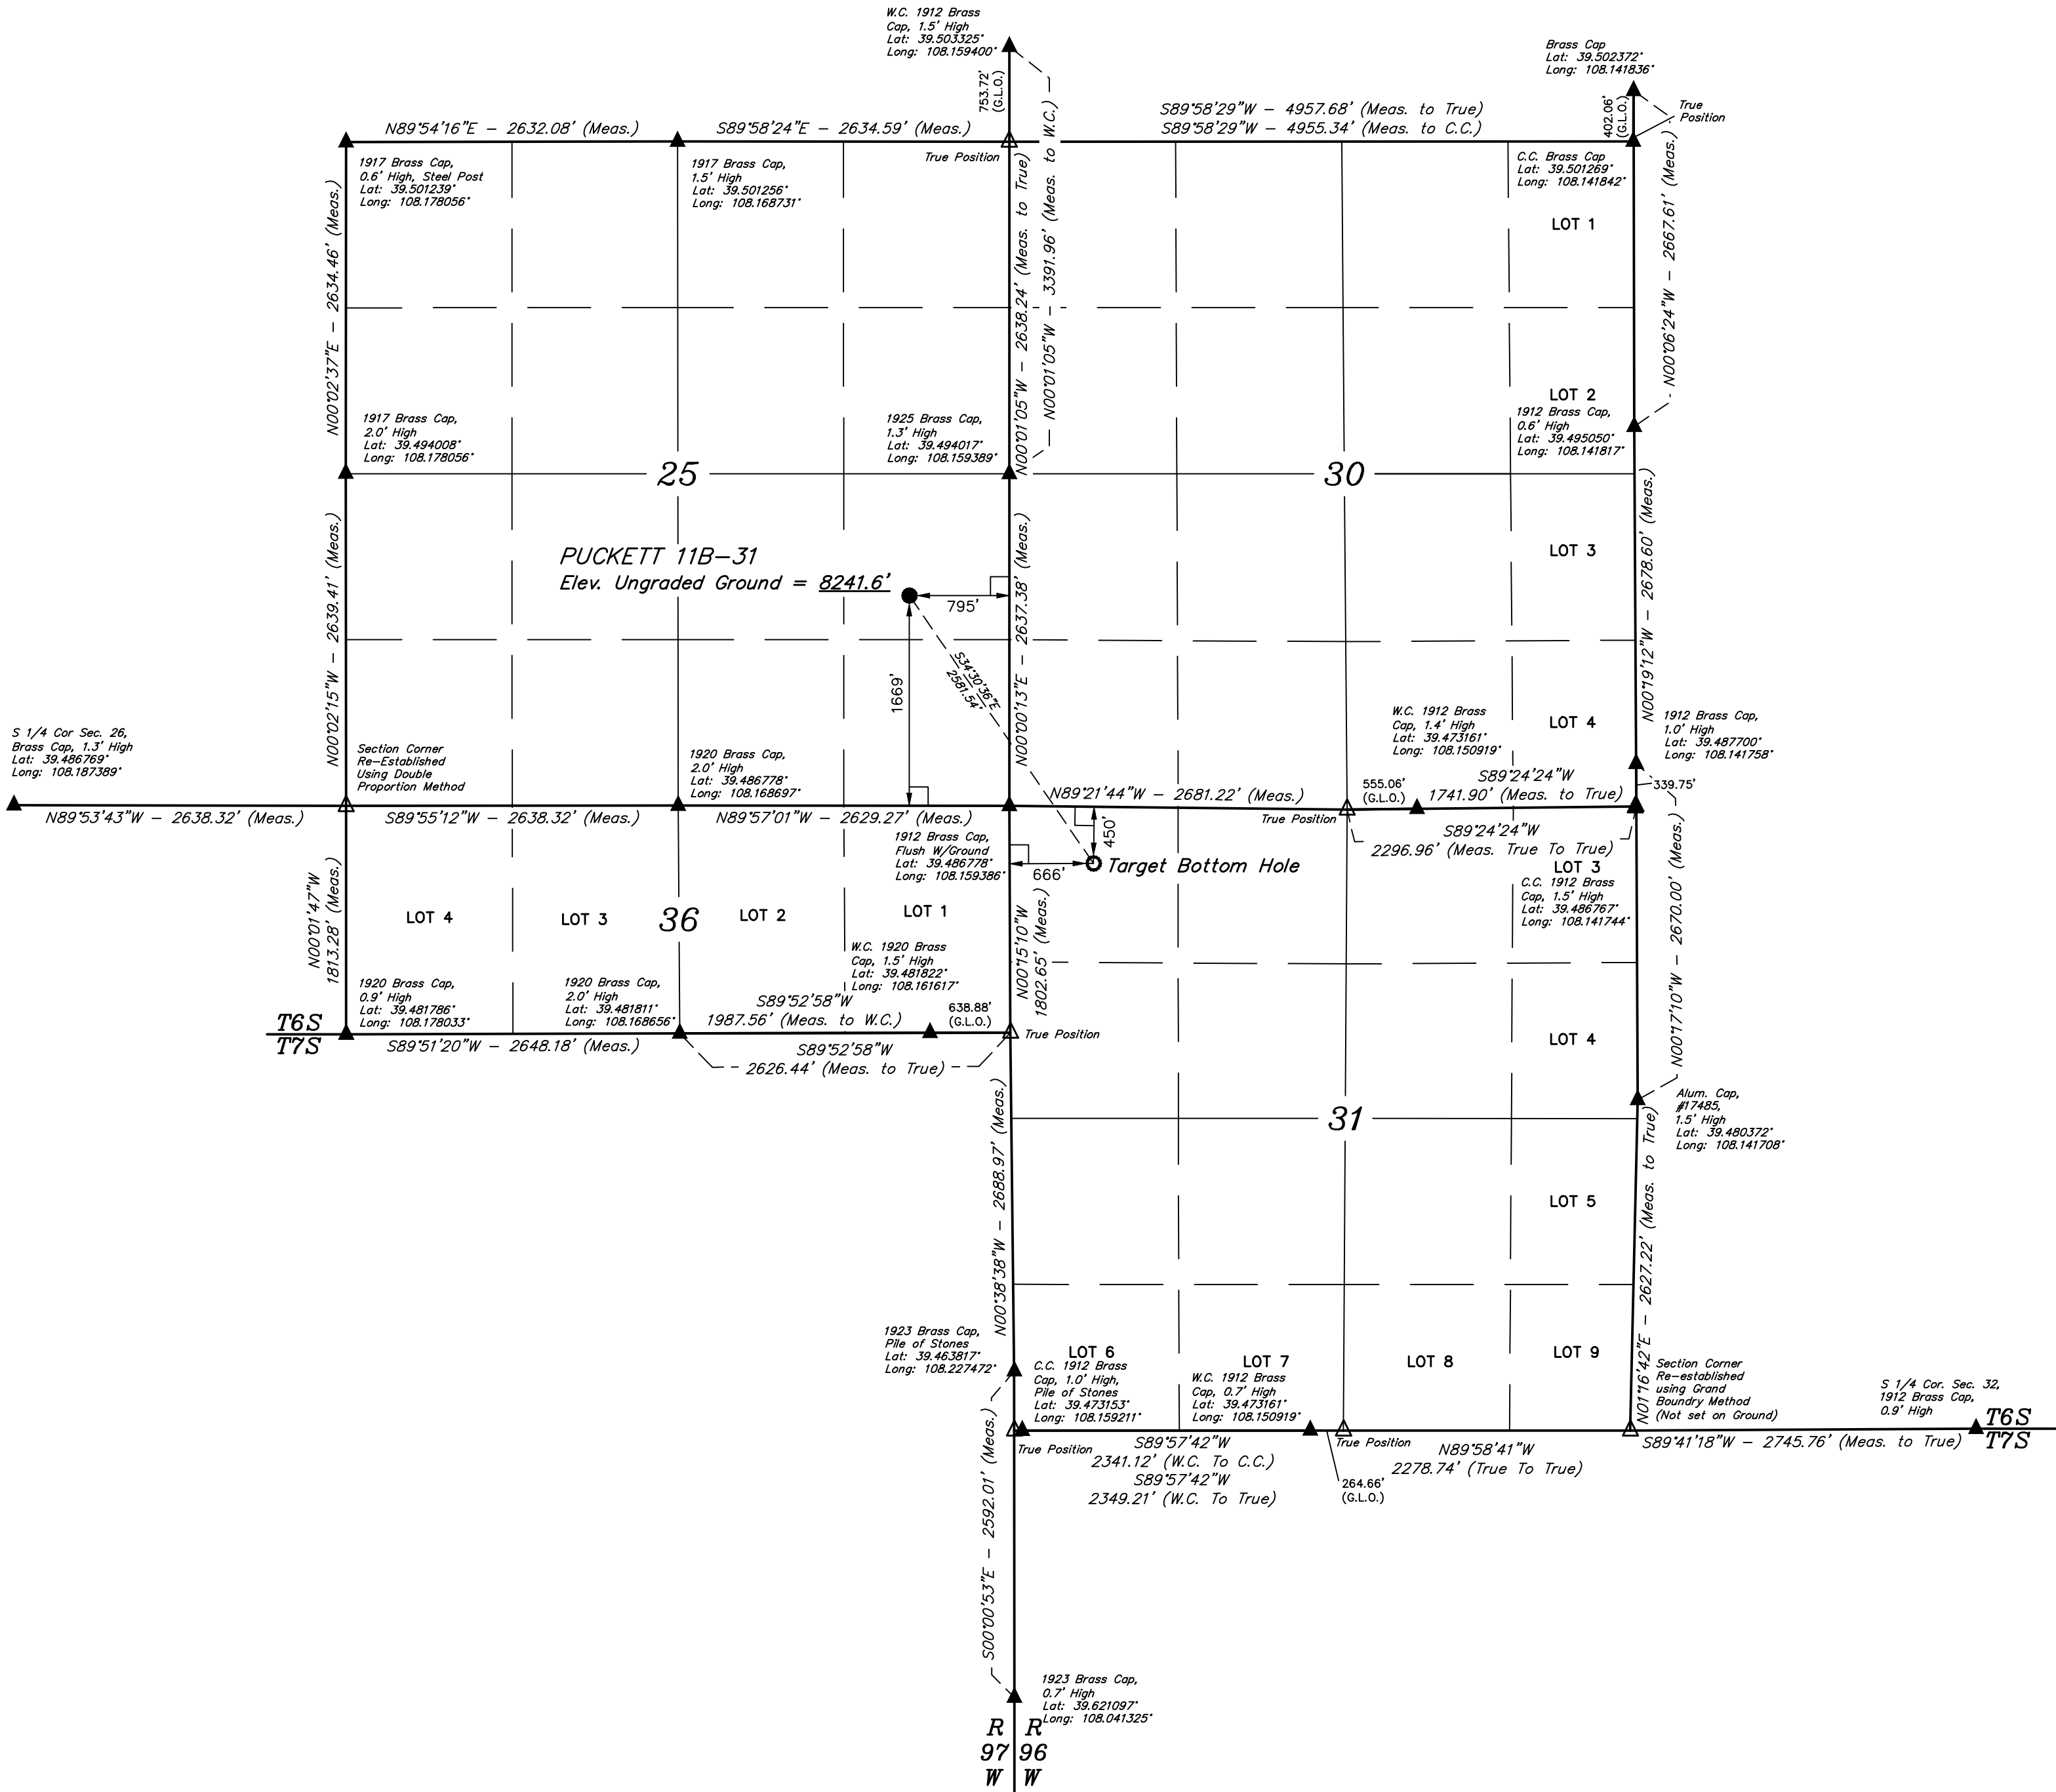 W.C. 1912 Brass
Cap, 1.5' High
Lat: 39.503325°
Long: 108.159400°
Brass Cap
Lat: 39.502372°
Long: 108.141836°
753.72'
(G.L.O.)
402.06'
(G.L.O.)
True
Position
N89°54'16"E - 2632.08' (Meas.)
S89°58'24"E - 2634.59' (Meas.)
S89°58'29"W - 4957.68' (Meas. to True)
S89°58'29"W - 4955.34' (Meas. to C.C.)
1917 Brass Cap,
0.6' High, Steel Post
Lat: 39.501239°
Long: 108.178056°
1917 Brass Cap,
1.5' High
Lat: 39.501256°
Long: 108.168731°
True Position
C.C. Brass Cap
Lat: 39.501269°
Long: 108.141842°
LOT 1
N00°02'37"E - 2634.46' (Meas.)
N00°01'05"W - 2638.24' (Meas. to True)
N00°01'05"W - 3391.96' (Meas. to W.C.)
N00°06'24"W - 2667.61' (Meas.)
LOT 2
1917 Brass Cap,
2.0' High
Lat: 39.494008°
Long: 108.178056°
1925 Brass Cap,
1.3' High
Lat: 39.494017°
Long: 108.159389°
1912 Brass Cap,
0.6' High
Lat: 39.495050°
Long: 108.141817°
25
30
N00°02'15"W - 2639.41' (Meas.)
N00°00'13"E - 2637.38' (Meas.)
N00°19'12"W - 2678.60' (Meas.)
LOT 3
PUCKETT 11B-31
Elev. Ungraded Ground = 8241.6'
795'
1669'
S34°30'36"E
2581.54'
LOT 4
S 1/4 Cor Sec. 26,
Brass Cap, 1.3' High
Lat: 39.486769°
Long: 108.187389°
Section Corner
Re-Established
Using Double
Proportion Method
1920 Brass Cap,
2.0' High
Lat: 39.486778°
Long: 108.168697°
W.C. 1912 Brass
Cap, 1.4' High
Lat: 39.473161°
Long: 108.150919°
1912 Brass Cap,
1.0' High
Lat: 39.487700°
Long: 108.141758°
N89°53'43"W - 2638.32' (Meas.)
S89°55'12"W - 2638.32' (Meas.)
N89°57'01"W - 2629.27' (Meas.)
N89°21'44"W - 2681.22' (Meas.)
True Position
555.06'
(G.L.O.)
S89°24'24"W
1741.90' (Meas. to True)
339.75'
S89°24'24"W
2296.96' (Meas. True To True)
1912 Brass Cap,
Flush W/Ground
Lat: 39.486778°
Long: 108.159386°
450'
666'
Target Bottom Hole
LOT 3
C.C. 1912 Brass
Cap, 1.5' High
Lat: 39.486767°
Long: 108.141744°
N00°01'47"W
1813.28' (Meas.)
LOT 4
LOT 3
36
LOT 2
LOT 1
N00°15'10"W
1802.65' (Meas.)
N00°17'10"W - 2670.00' (Meas.)
1920 Brass Cap,
0.9' High
Lat: 39.481786°
Long: 108.178033°
1920 Brass Cap,
2.0' High
Lat: 39.481811°
Long: 108.168656°
W.C. 1920 Brass
Cap, 1.5' High
Lat: 39.481822°
Long: 108.161617°
T6S
T7S
S89°52'58"W
1987.56' (Meas. to W.C.)
638.88'
(G.L.O.)
True Position
S89°51'20"W - 2648.18' (Meas.)
S89°52'58"W
2626.44' (Meas. to True)
LOT 4
31
Alum. Cap,
#17485,
1.5' High
Lat: 39.480372°
Long: 108.141708°
N00°38'38"W - 2688.97' (Meas.)
N01°16'42"E - 2627.22' (Meas. to True)
LOT 5
1923 Brass Cap,
Pile of Stones
Lat: 39.463817°
Long: 108.227472°
LOT 6
C.C. 1912 Brass
Cap, 1.0' High,
Pile of Stones
Lat: 39.473153°
Long: 108.159211°
LOT 7
W.C. 1912 Brass
Cap, 0.7' High
Lat: 39.473161°
Long: 108.150919°
LOT 8
LOT 9
Section Corner
Re-established
using Grand
Boundry Method
(Not set on Ground)
S 1/4 Cor. Sec. 32,
1912 Brass Cap,
0.9' High
T6S
T7S
True Position
S89°57'42"W
2341.12' (W.C. To C.C.)
S89°57'42"W
2349.21' (W.C. To True)
True Position
264.66'
(G.L.O.)
N89°58'41"W
2278.74' (True To True)
S89°41'18"W - 2745.76' (Meas. to True)
S00°00'53"E - 2592.01' (Meas.)
1923 Brass Cap,
0.7' High
Lat: 39.621097°
Long: 108.041325°
R R
97 96
W W